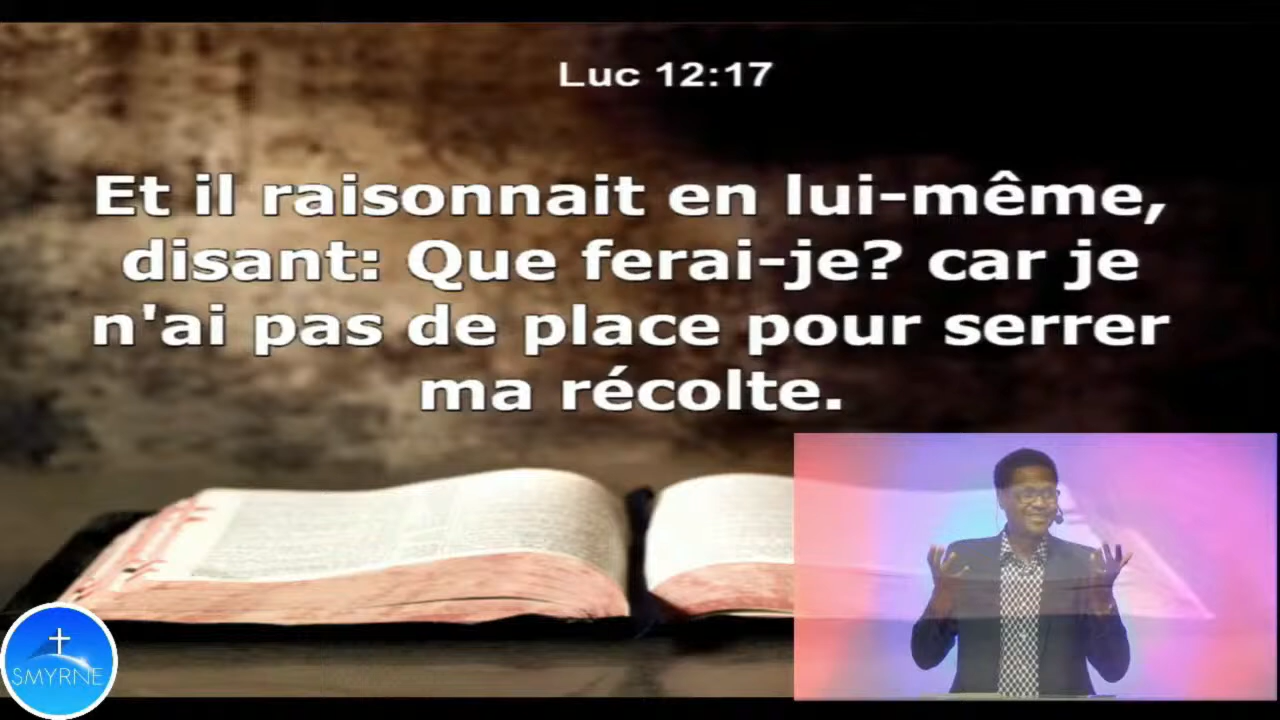 Luc 12:17
Et il raisonnait en lui-même,
disant: Que ferai-je? car je
n'ai pas de place pour serrer
ma récolte.
SMYRNE